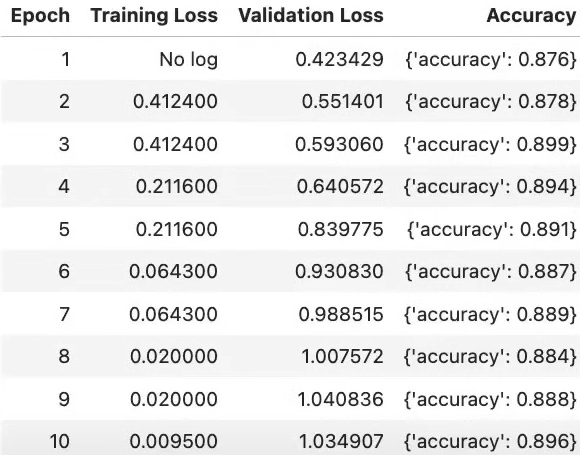 Epoch Training Loss Validation Loss Accuracy
1 No log 0.423429 {'accuracy': 0.876}
2 0.412400 0.551401 {'accuracy': 0.878}
3 0.412400 0.593060 {'accuracy': 0.899}
4 0.211600 0.640572 {'accuracy': 0.894}
5 0.211600 0.839775 {'accuracy': 0.891}
6 0.064300 0.930830 {'accuracy': 0.887}
7 0.064300 0.988515 {'accuracy': 0.889}
8 0.020000 1.007572 {'accuracy': 0.884}
9 0.020000 1.040836 {'accuracy': 0.888}
10 0.009500 1.034907 {'accuracy': 0.896}